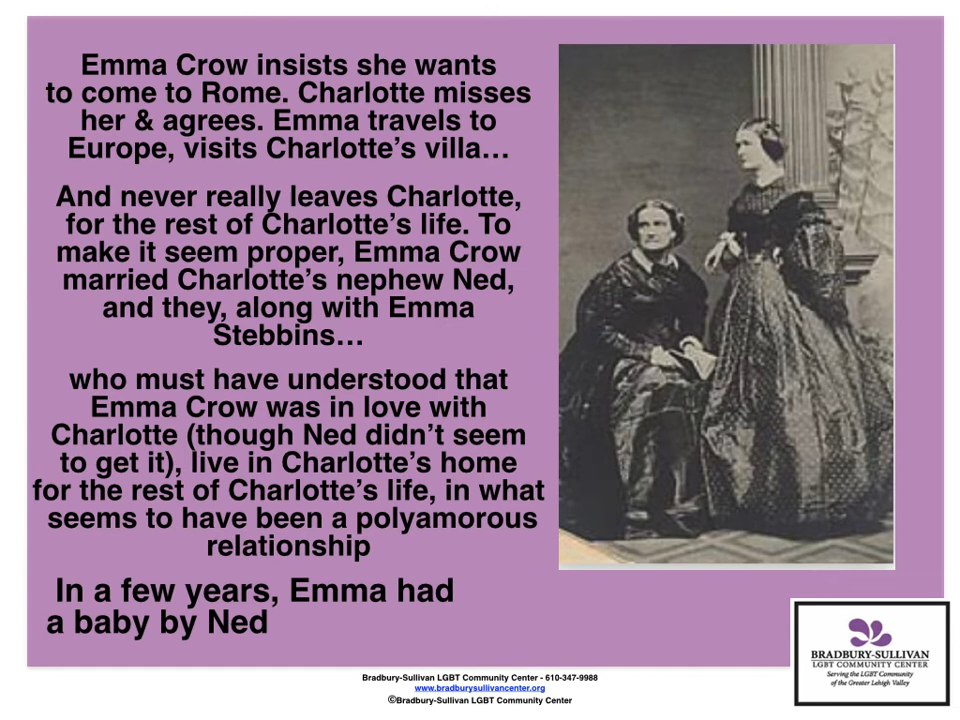 Emma Crow insists she wants
to come to Rome. Charlotte misses
her & agrees. Emma travels to
Europe, visits Charlotte’s villa…
And never really leaves Charlotte,
for the rest of Charlotte’s life. To
make it seem proper, Emma Crow
married Charlotte’s nephew Ned,
and they, along with Emma
Stebbins…
who must have understood that
Emma Crow was in love with
Charlotte (though Ned didn’t seem
to get it), live in Charlotte’s home
for the rest of Charlotte’s life, in what
seems to have been a polyamorous
relationship
In a few years, Emma had
a baby by Ned
BRADBURY-SULLIVAN
LGBT COMMUNITY CENTER
Serving the LGBT Community
of the Greater Lehigh Valley
Bradbury-Sullivan LGBT Community Center - 610-347-9988
www.bradburysullivancenter.org
©Bradbury-Sullivan LGBT Community Center